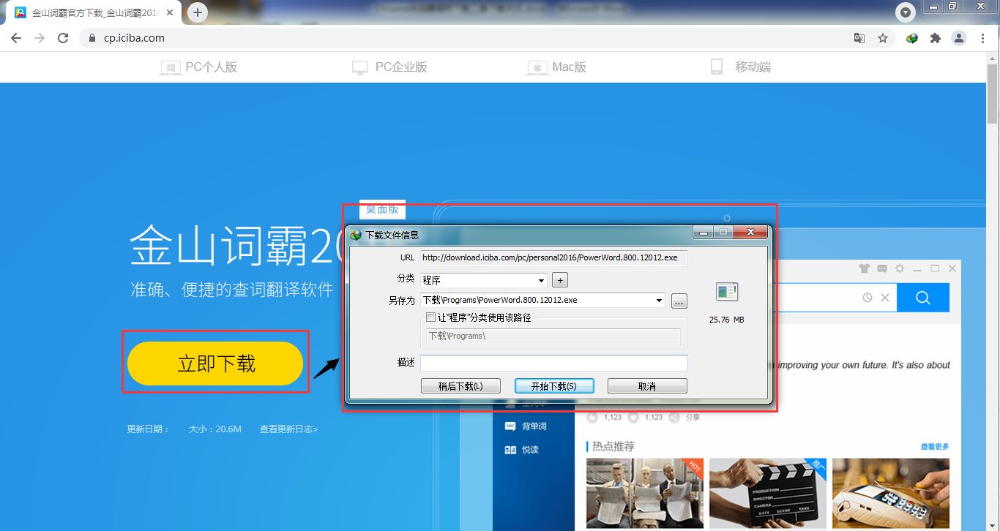 金山词霸官方下载_金山词霸2016
cp.iciba.com
PC个人版
PC企业版
Mac版
移动端
桌面版
金山词霸20
准确、便捷的查词翻译软件
立即下载
更新日期：
大小：20.6M
查看更新日志>
下载文件信息
URL
http://download.iciba.com/pc/personal2016/PowerWord.800.12012.exe
分类
程序
+
另存为
下载\Programs\PowerWord.800.12012.exe
...
25.76 MB
让"程序"分类使用该路径
下载\Programs\
描述
稍后下载(L)
开始下载(S)
取消
improving your own future. It's also about
1,123
1,123
分享
ABC
背单词
悦读
热点推荐
查看更多
HOT
推广
PRODUCTION
DIRECTOR
CAMERA
DATE
SCENE
TAKE